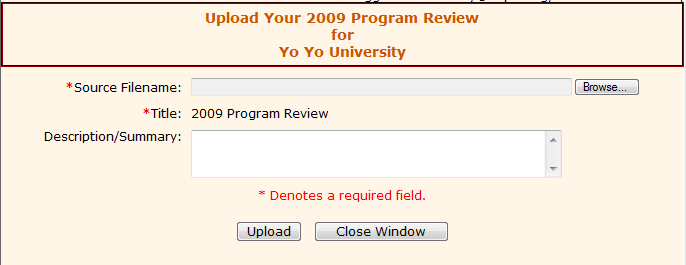 Upload Your 2009 Program Review
for
Yo Yo University
*Source Filename: Browse...
*Title: 2009 Program Review
Description/Summary:
* Denotes a required field.
Upload Close Window